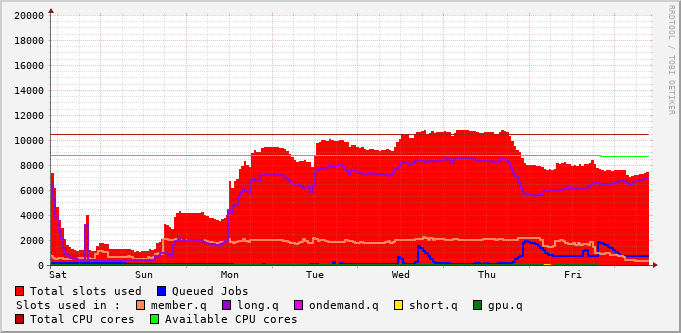 RRDTOOL / TOBI OETIKER
20000
18000
16000
14000
12000
10000
8000
6000
4000
2000
0
Sat Sun Mon Tue Wed Thu Fri
Total slots used Queued Jobs
Slots used in : member.q long.q ondemand.q short.q gpu.q
Total CPU cores Available CPU cores